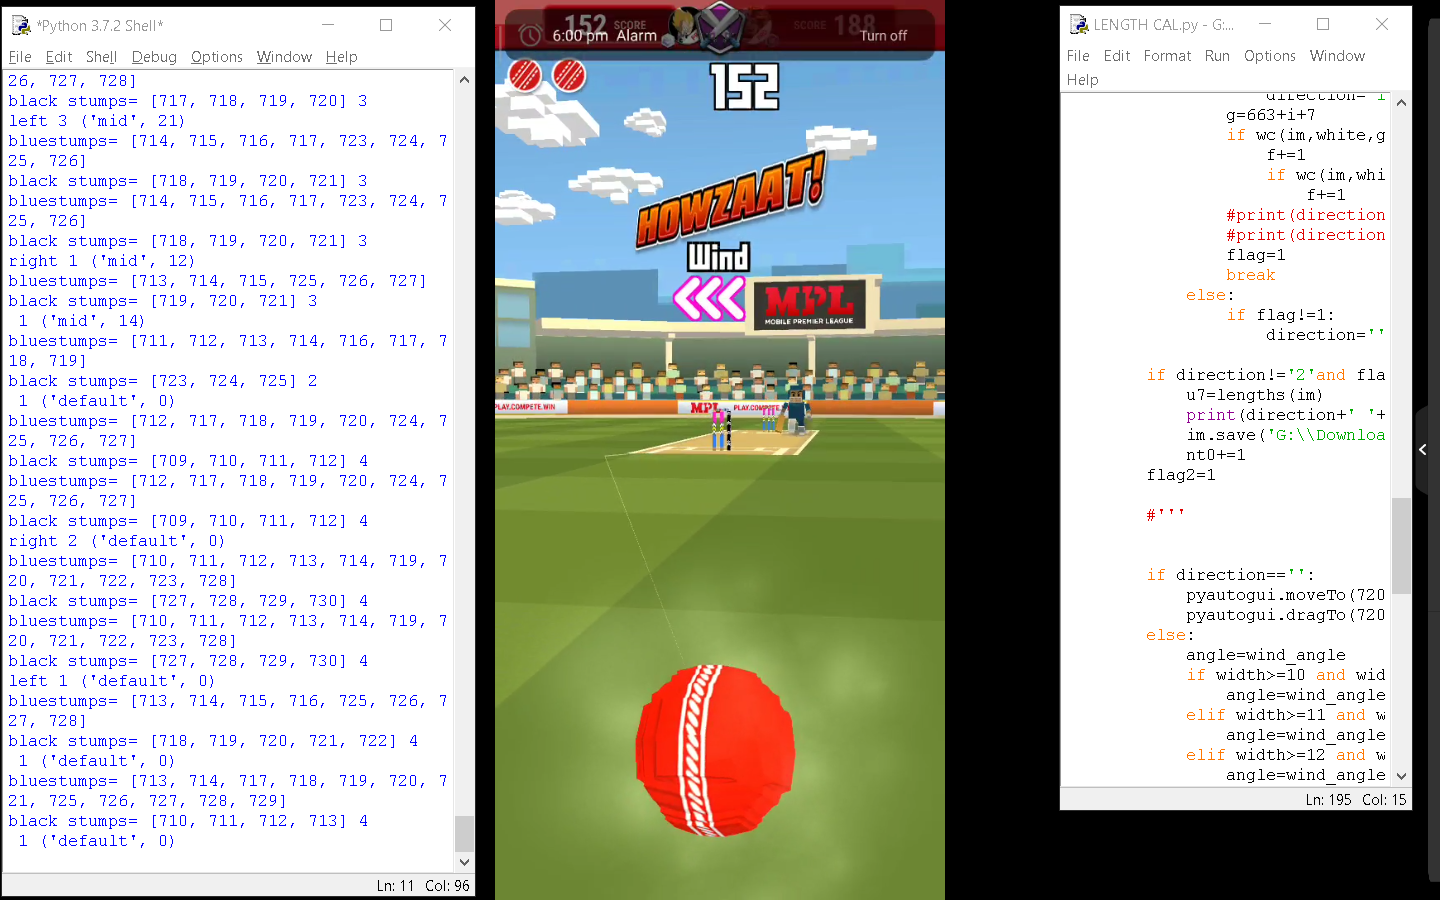 *Python 3.7.2 Shell*
File Edit Shell Debug Options Window Help
26, 727, 728]
black stumps= [717, 718, 719, 720] 3
left 3 ('mid', 21)
bluestumps= [714, 715, 716, 717, 723, 724, 7
25, 726]
black stumps= [718, 719, 720, 721] 3
bluestumps= [714, 715, 716, 717, 723, 724, 7
25, 726]
black stumps= [718, 719, 720, 721] 3
right 1 ('mid', 12)
bluestumps= [713, 714, 715, 725, 726, 727]
black stumps= [719, 720, 721] 3
1 ('mid', 14)
bluestumps= [711, 712, 713, 714, 716, 717, 7
18, 719]
black stumps= [723, 724, 725] 2
1 ('default', 0)
bluestumps= [712, 717, 718, 719, 720, 724, 7
25, 726, 727]
black stumps= [709, 710, 711, 712] 4
bluestumps= [712, 717, 718, 719, 720, 724, 7
25, 726, 727]
black stumps= [709, 710, 711, 712] 4
right 2 ('default', 0)
bluestumps= [710, 711, 712, 713, 714, 719, 7
20, 721, 722, 723, 728]
black stumps= [727, 728, 729, 730] 4
bluestumps= [710, 711, 712, 713, 714, 719, 7
20, 721, 722, 723, 728]
black stumps= [727, 728, 729, 730] 4
left 1 ('default', 0)
bluestumps= [713, 714, 715, 716, 725, 726, 7
27, 728]
black stumps= [718, 719, 720, 721, 722] 4
1 ('default', 0)
bluestumps= [713, 714, 717, 718, 719, 720, 7
21, 725, 726, 727, 728, 729]
black stumps= [710, 711, 712, 713] 4
1 ('default', 0)
Ln: 11 Col: 96
152 SCORE SCORE 188
6:00 pm Alarm Turn off
152
HOWZAAT!
Wind
MPL
MOBILE PREMIER LEAGUE
PLAY.COMPETE.WIN MPL PLAY.COMPETE
LENGTH CAL.py - G:...
File Edit Format Run Options Window
Help
direction='l
g=663+i+7
if wc(im,white,g
f+=1
if wc(im,whi
f+=1
#print(direction
#print(direction
flag=1
break
else:
if flag!=1:
direction=''
if direction!='2'and fla
u7=lengths(im)
print(direction+' '+
im.save('G:\\Downloa
nt0+=1
flag2=1
#'''
if direction=='':
pyautogui.moveTo(720
pyautogui.dragTo(720
else:
angle=wind_angle
if width>=10 and wid
angle=wind_angle
elif width>=11 and w
angle=wind_angle
elif width>=12 and w
angle=wind_angle
Ln: 195 Col: 15